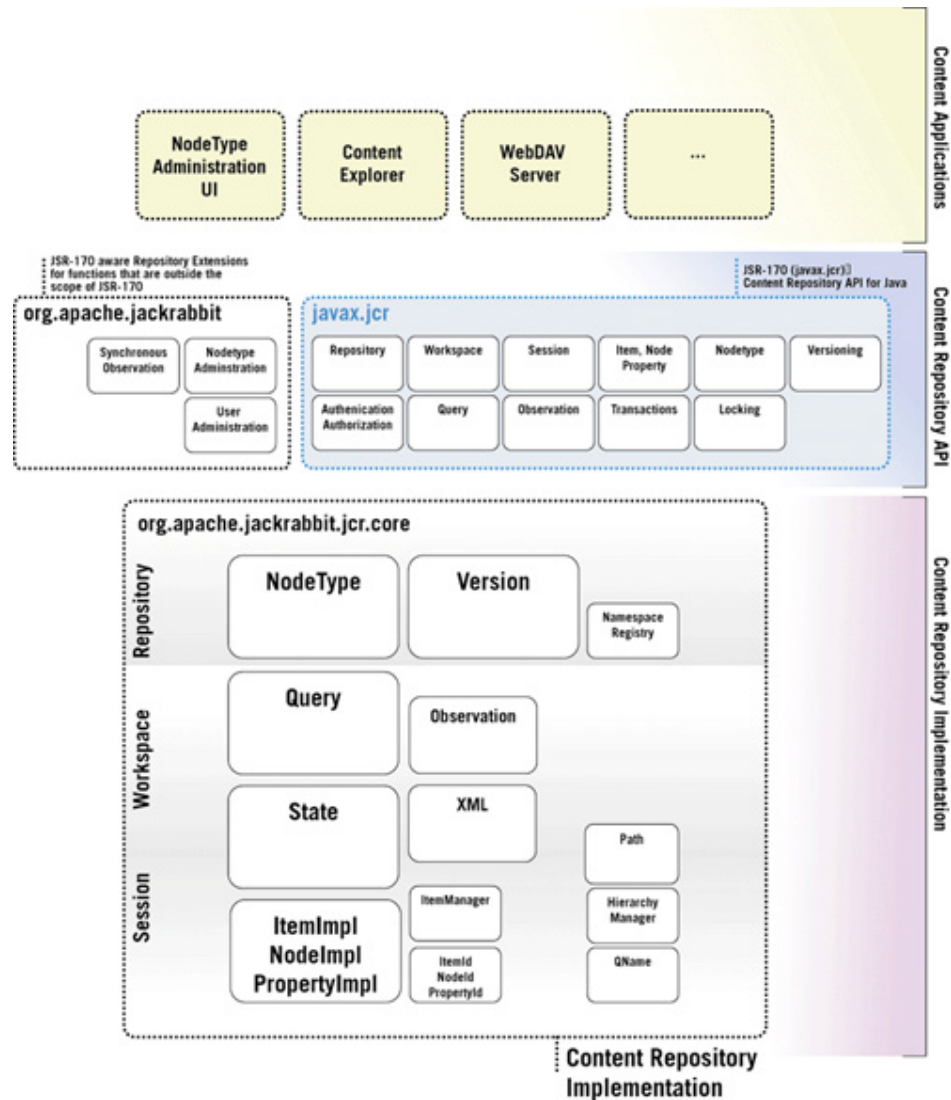 Content Applications
NodeType
Administration
UI
Content
Explorer
WebDAV
Server
...
Content Repository API
JSR-170 aware Repository Extensions
for functions that are outside the
scope of JSR-170
org.apache.jackrabbit
Synchronous
Observation
Nodetype
Adminstration
User
Administration
JSR-170 (javax.jcr)
Content Repository API for Java
javax.jcr
Repository
Workspace
Session
Item, Node
Property
Nodetype
Versioning
Authenication
Authorization
Query
Observation
Transactions
Locking
Content Repository Implementation
org.apache.jackrabbit.jcr.core
Repository
NodeType
Version
Namespace
Registry
Workspace
Query
Observation
State
XML
Path
Session
ItemImpl
NodeImpl
PropertyImpl
ItemManager
Hierarchy
Manager
ItemId
NodeId
PropertyId
QName
Content Repository
Implementation